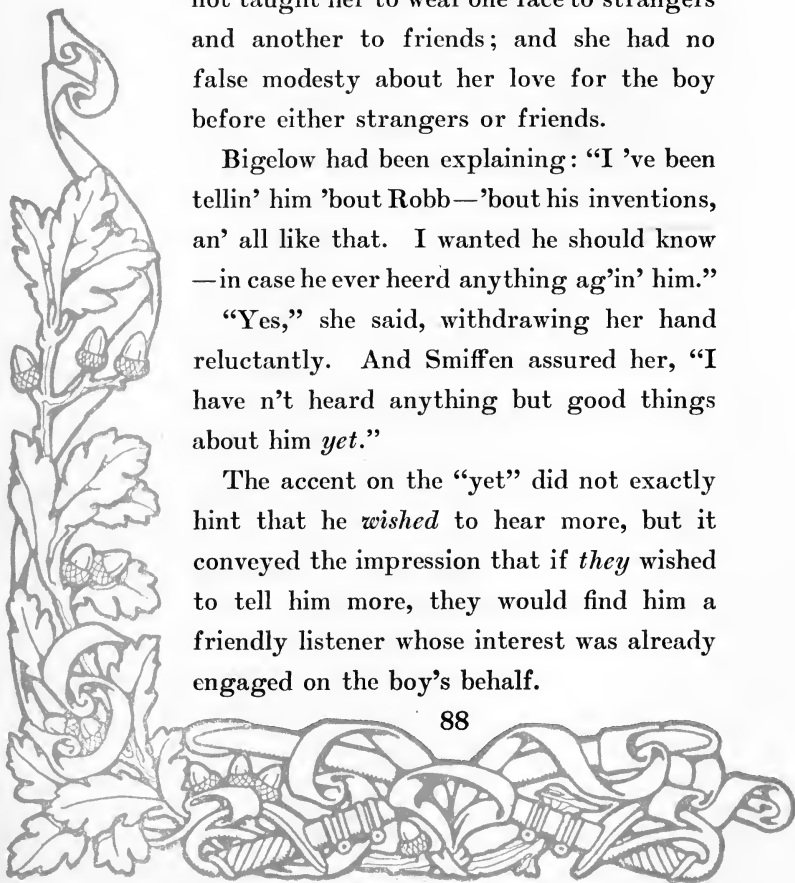 not taught her to wear one face to strangers
and another to friends; and she had no
false modesty about her love for the boy
before either strangers or friends.
Bigelow had been explaining: “I ’ve been
tellin’ him ’bout Robb—’bout his inventions,
an’ all like that. I wanted he should know
—in case he ever heerd anything ag’in’ him.”
“Yes,” she said, withdrawing her hand
reluctantly. And Smiffen assured her, “I
have n’t heard anything but good things
about him yet.”
The accent on the “yet” did not exactly
hint that he wished to hear more, but it
conveyed the impression that if they wished
to tell him more, they would find him a
friendly listener whose interest was already
engaged on the boy’s behalf.
88